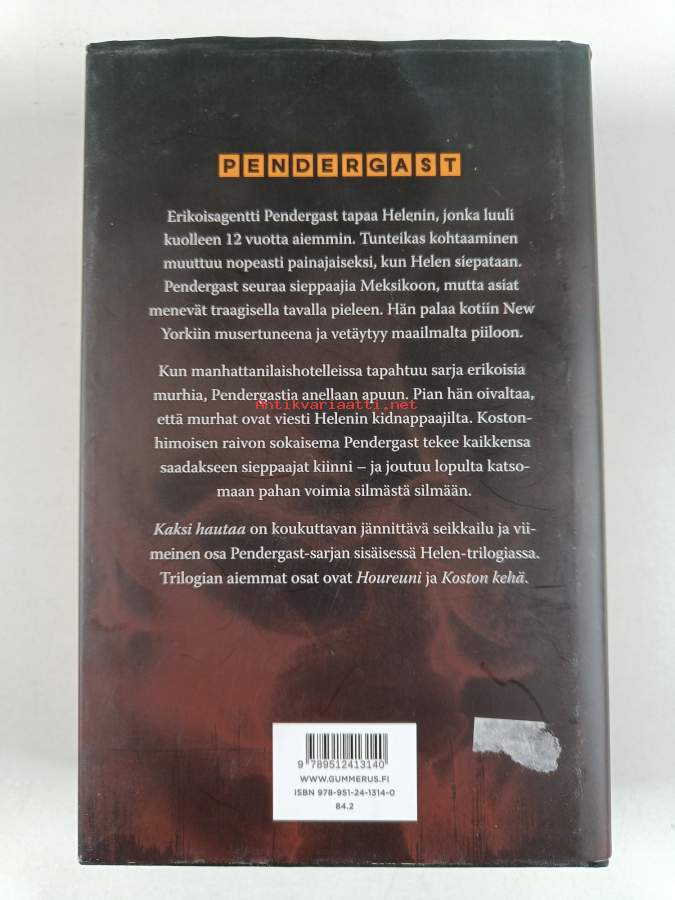 PENDERGAST
Erikoisagentti Pendergast tapaa Helenin, jonka luuli
kuolleen 12 vuotta aiemmin. Tunteikas kohtaaminen
muuttuu nopeasti painajaiseksi, kun Helen siepataan.
Pendergast seuraa sieppaajia Meksikoon, mutta asiat
menevät traagisella tavalla pieleen. Hän palaa kotiin New
Yorkiin musertuneena ja vetäytyy maailmalta piiloon.
Kun manhattanilaishotelleissa tapahtuu sarja erikoisia
murhia, Pendergastia anellaan apuun. Pian hän oivaltaa,
Antikvariaatti.net
että murhat ovat viesti Helenin kidnappaajilta. Koston-
himoisen raivon sokaisema Pendergast tekee kaikkensa
saadakseen sieppaajat kiinni – ja joutuu lopulta katso-
maan pahan voimia silmästä silmään.
Kaksi hautaa on koukuttavan jännittävä seikkailu ja vii-
meinen osa Pendergast-sarjan sisäisessä Helen-trilogiassa.
Trilogian aiemmat osat ovat Houreuni ja Koston kehä.
9 789512413140
WWW.GUMMERUS.FI
ISBN 978-951-24-1314-0
84.2